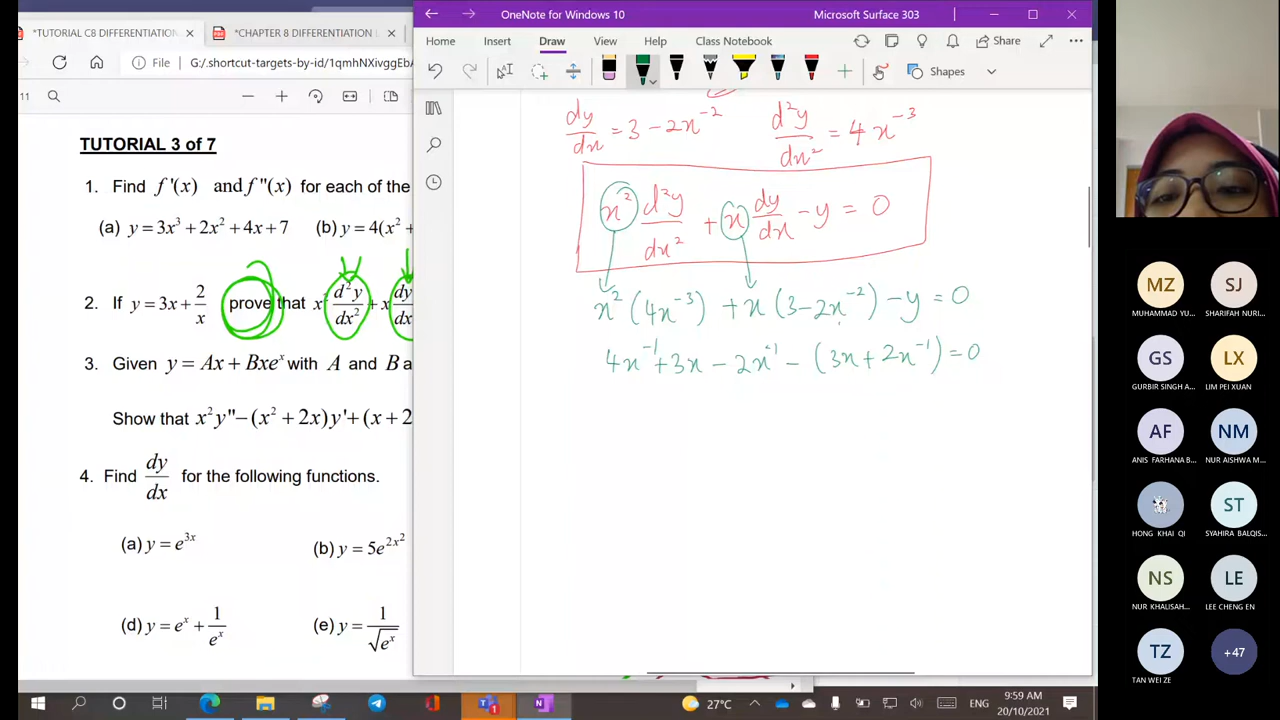 OneNote for Windows 10
Microsoft Surface 303
*TUTORIAL C8 DIFFERENTIATION
*CHAPTER 8 DIFFERENTIATION L
Home Insert Draw View Help Class Notebook Share
File G:/.shortcut-targets-by-id/1qmhNXivggEbA
Shapes
11
TUTORIAL 3 of 7
1. Find f'(x) and f"(x) for each of the
(a) y = 3x³ + 2x² + 4x + 7 (b) y = 4(x² +
2. If y = 3x + 2/x prove that x² d²y/dx² + x dy/dx
3. Given y = Ax + Bxeˣ with A and B a
Show that x²y"−(x² + 2x)y'+(x + 2
4. Find dy/dx for the following functions.
(a) y = e³ˣ
(b) y = 5e^(2x²)
(d) y = eˣ + 1/eˣ
(e) y = 1/√eˣ
dy/dx = 3 − 2x⁻² d²y/dx² = 4x⁻³
x² d²y/dx² + x dy/dx − y = 0
x² (4x⁻³) + x (3 − 2x⁻²) − y = 0
4x⁻¹ + 3x − 2x⁻¹ − (3x + 2x⁻¹) = 0
MZ
MUHAMMAD YU...
SJ
SHARIFAH NURI...
GS
GURBIR SINGH A...
LX
LIM PEI XUAN
AF
ANIS FARHANA B...
NM
NUR AISHWA M...
HONG KHAI QI
ST
SYAHIRA BALQIS...
NS
NUR KHALISAH...
LE
LEE CHENG EN
TZ
TAN WEI ZE
+47
27°C
ENG
9:59 AM
20/10/2021